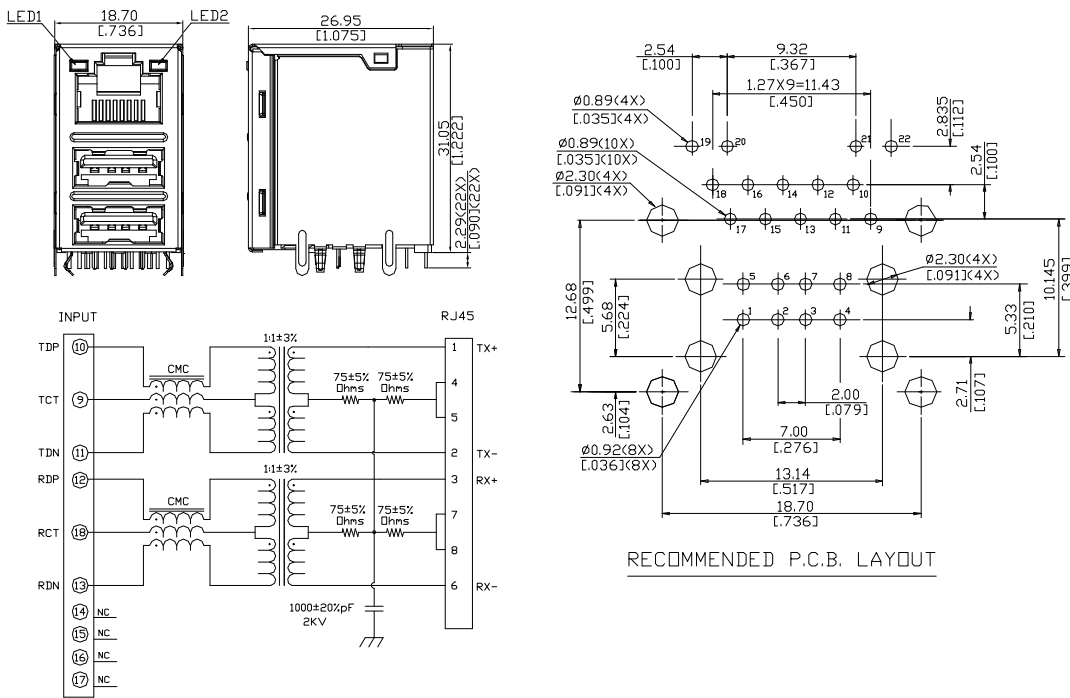 LED1
18.70
[.736]
LED2
26.95
[1.075]
31.05
[1.222]
2.29(22X)
[.090](22X)
2.54
[.100]
9.32
[.367]
1.27X9=11.43
[.450]
Ø0.89(4X)
[.035](4X)
Ø0.89(10X)
[.035](10X)
Ø2.30(4X)
[.091](4X)
2.835
[.112]
2.54
[.100]
19
20
21
22
18
16
14
12
10
17
15
13
11
9
Ø2.30(4X)
[.091](4X)
5
6
7
8
1
2
3
4
12.68
[.499]
5.68
[.224]
10.145
[.399]
5.33
[.210]
2.71
[.107]
2.63
[.104]
2.00
[.079]
7.00
[.276]
Ø0.92(8X)
[.036](8X)
13.14
[.517]
18.70
[.736]
RECOMMENDED P.C.B. LAYOUT
INPUT
RJ45
TDP 10
1:1±3%
1 TX+
CMC
75±5% 75±5%
Ohms Ohms
4
TCT 9
5
TDN 11
2 TX-
RDP 12
1:1±3%
3 RX+
CMC
75±5% 75±5%
Ohms Ohms
7
RCT 18
8
RDN 13
6 RX-
14 NC
1000±20%pF
2KV
15 NC
16 NC
17 NC